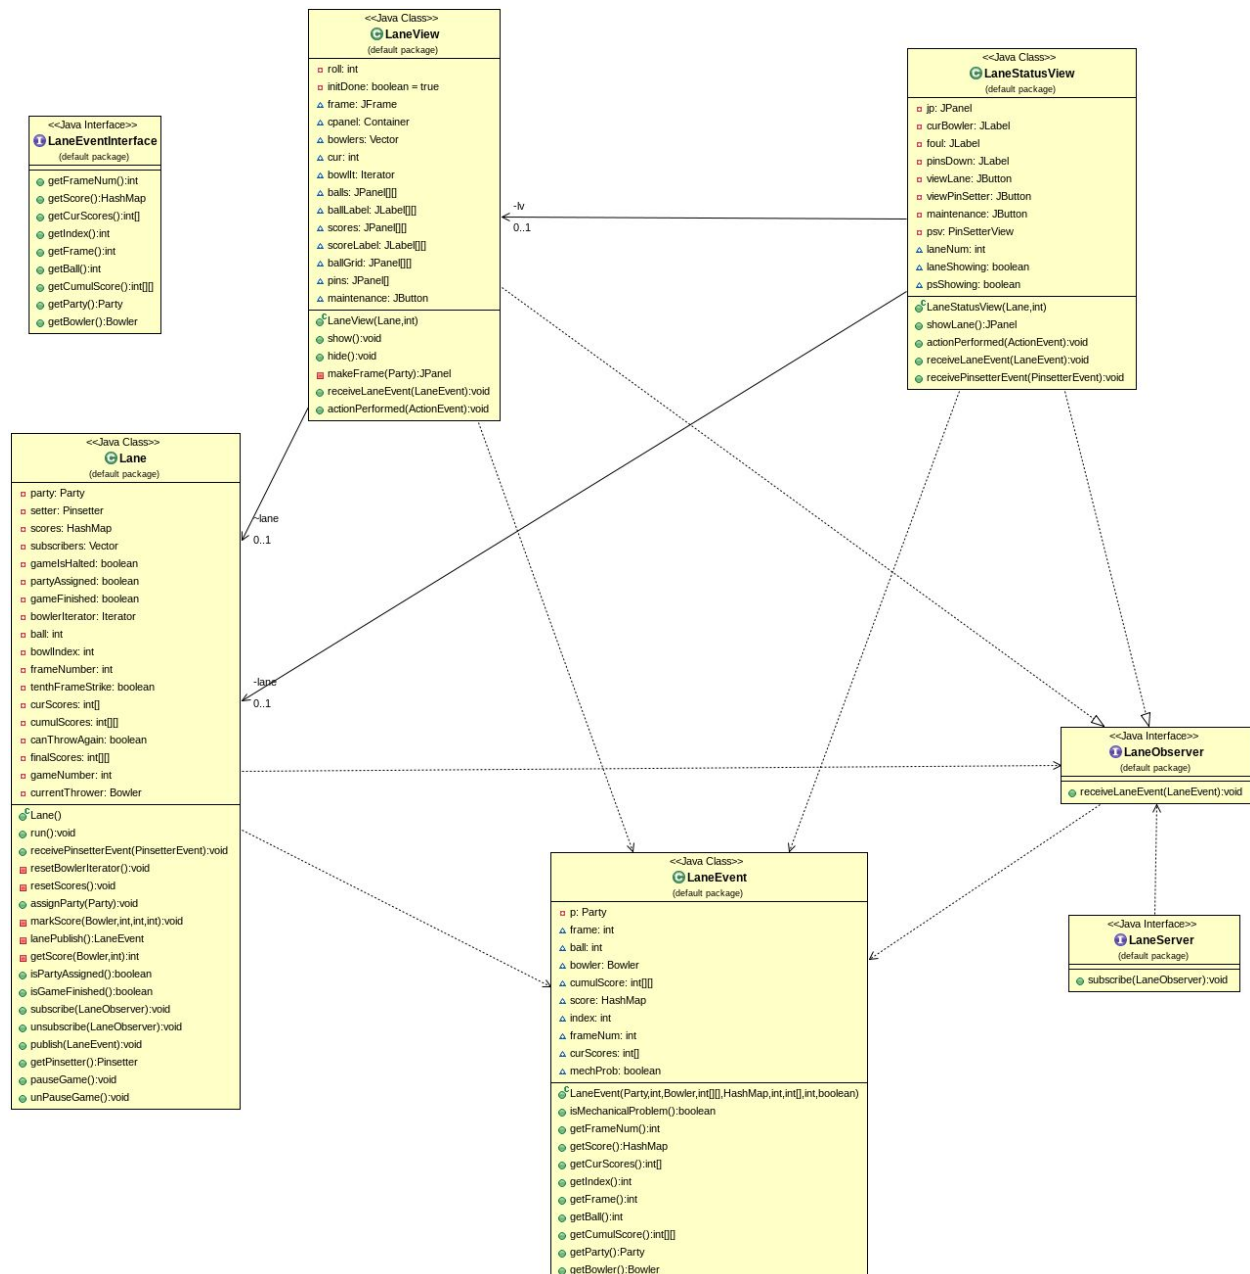 <<Java Class>>
LaneView
(default package)
roll: int
initDone: boolean = true
frame: JFrame
cpanel: Container
bowlers: Vector
cur: int
bowlIt: Iterator
balls: JPanel[][]
ballLabel: JLabel[][]
scores: JPanel[][]
scoreLabel: JLabel[][]
ballGrid: JPanel[][]
pins: JPanel[]
maintenance: JButton
LaneView(Lane,int)
show():void
hide():void
makeFrame(Party):JPanel
receiveLaneEvent(LaneEvent):void
actionPerformed(ActionEvent):void
<<Java Class>>
LaneStatusView
(default package)
jp: JPanel
curBowler: JLabel
foul: JLabel
pinsDown: JLabel
viewLane: JButton
viewPinSetter: JButton
maintenance: JButton
psv: PinSetterView
laneNum: int
laneShowing: boolean
psShowing: boolean
LaneStatusView(Lane,int)
showLane():JPanel
actionPerformed(ActionEvent):void
receiveLaneEvent(LaneEvent):void
receivePinsetterEvent(PinsetterEvent):void
<<Java Interface>>
LaneEventInterface
(default package)
getFrameNum():int
getScore():HashMap
getCurScores():int[]
getIndex():int
getFrame():int
getBall():int
getCumulScore():int[][]
getParty():Party
getBowler():Bowler
-lv
0..1
<<Java Class>>
Lane
(default package)
party: Party
setter: Pinsetter
scores: HashMap
subscribers: Vector
gameIsHalted: boolean
partyAssigned: boolean
gameFinished: boolean
bowlerIterator: Iterator
ball: int
bowlIndex: int
frameNumber: int
tenthFrameStrike: boolean
curScores: int[]
cumulScores: int[][]
canThrowAgain: boolean
finalScores: int[][]
gameNumber: int
currentThrower: Bowler
Lane()
run():void
receivePinsetterEvent(PinsetterEvent):void
resetBowlerIterator():void
resetScores():void
assignParty(Party):void
markScore(Bowler,int,int,int):void
lanePublish():LaneEvent
getScore(Bowler,int):int
isPartyAssigned():boolean
isGameFinished():boolean
subscribe(LaneObserver):void
unsubscribe(LaneObserver):void
publish(LaneEvent):void
getPinsetter():Pinsetter
pauseGame():void
unPauseGame():void
~lane
0..1
-lane
0..1
<<Java Interface>>
LaneObserver
(default package)
receiveLaneEvent(LaneEvent):void
<<Java Class>>
LaneEvent
(default package)
p: Party
frame: int
ball: int
bowler: Bowler
cumulScore: int[][]
score: HashMap
index: int
frameNum: int
curScores: int[]
mechProb: boolean
LaneEvent(Party,int,Bowler,int[][],HashMap,int,int[],int,boolean)
isMechanicalProblem():boolean
getFrameNum():int
getScore():HashMap
getCurScores():int[]
getIndex():int
getFrame():int
getBall():int
getCumulScore():int[][]
getParty():Party
getBowler():Bowler
<<Java Interface>>
LaneServer
(default package)
subscribe(LaneObserver):void